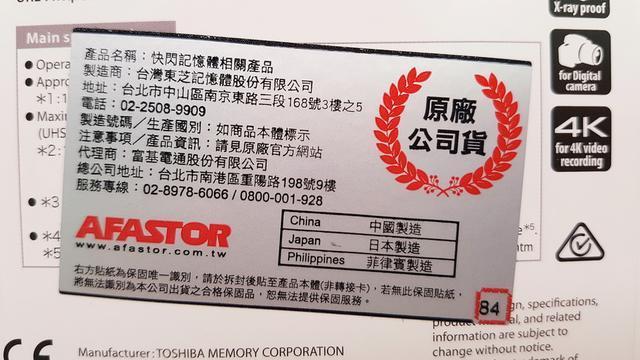 X-ray proof
Main
for Digital
camera
4K
for 4K video
recording
產品名稱：快閃記憶體相關產品
製造商：台灣東芝記憶體股份有限公司
地址：台北市中山區南京東路三段168號3樓之5
電話：02-2508-9909
製造號碼／生產國別：如商品本體標示
注意事項／產品資訊：請見原廠官方網站
代理商：富基電通股份有限公司
總公司地址：台北市南港區重陽路198號9樓
服務專線：02-8978-6066 / 0800-001-928
原廠
公司貨
AFASTOR
www.afastor.com.tw
China 中國製造
Japan 日本製造
Philippines 菲律賓製造
右方貼紙為保固唯一識別，請於拆封後貼至產品本體(非轉接卡)，若無此保固貼紙，
將無法識別為本公司出貨之合格保固品，恕無法提供保固服務。
84
(UHS
*1:
*2:
*3
*4
*5
specifications,
and related
information are subject to
change without notice.
CE
Manufacturer: TOSHIBA MEMORY CORPORATION